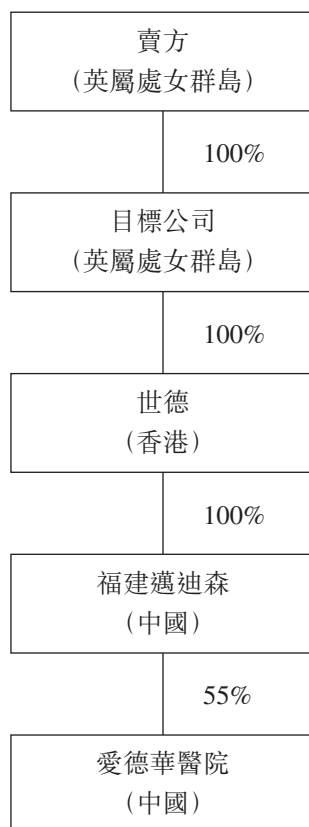 賣方
（英屬處女群島）
100%
目標公司
（英屬處女群島）
100%
世德
（香港）
100%
福建邁迪森
（中國）
55%
愛德華醫院
（中國）